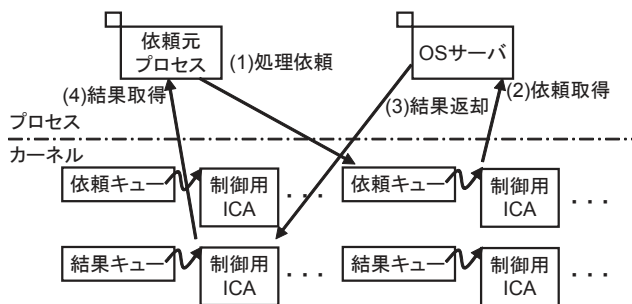 依頼元
プロセス
OSサーバ
(1)処理依頼
(2)依頼取得
(4)結果取得
(3)結果返却
プロセス
カーネル
依頼キュー
制御用
ICA
・・・
依頼キュー
制御用
ICA
・・・
結果キュー
制御用
ICA
・・・
結果キュー
制御用
ICA
・・・